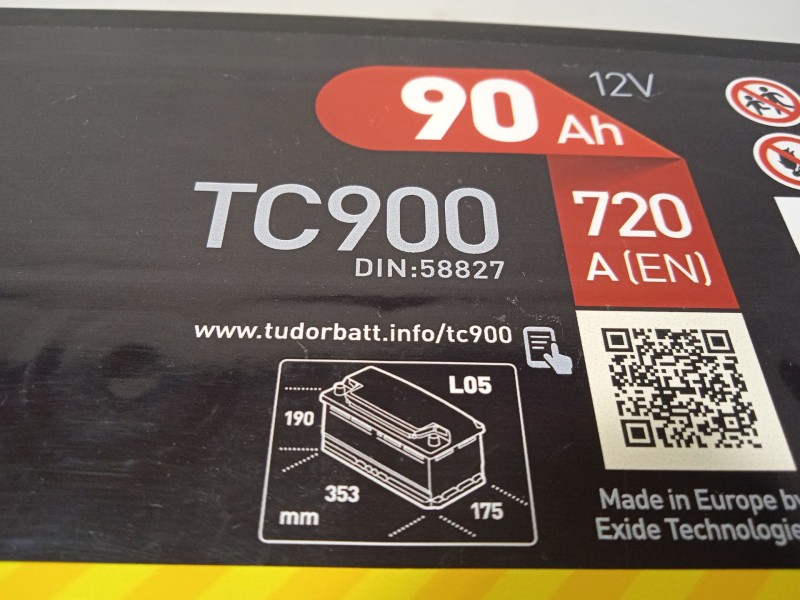 90 Ah
12V
TC900
DIN:58827
720
A (EN)
www.tudorbatt.info/tc900
L05
190
353
175
mm
Made in Europe by
Exide Technologie